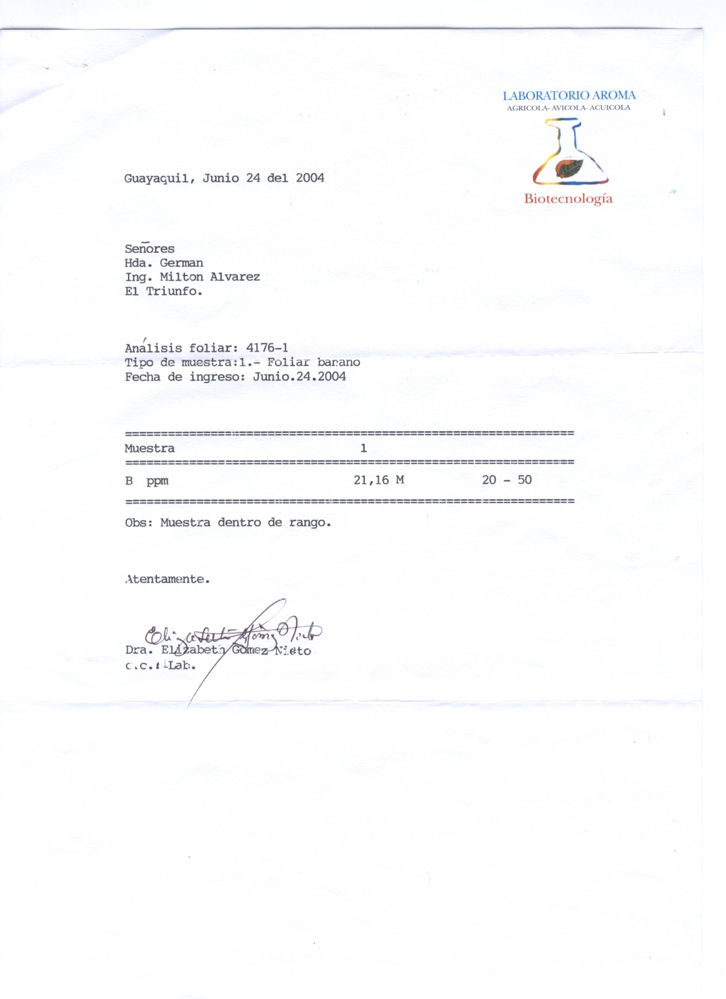 LABORATORIO AROMA
AGRICOLA- AVICOLA- ACUICOLA
Biotecnología
Guayaquil, Junio 24 del 2004
Señores
Hda. German
Ing. Milton Alvarez
El Triunfo.
Análisis foliar: 4176-1
Tipo de muestra:1.- Foliar banano
Fecha de ingreso: Junio.24.2004
Muestra 1
B ppm 21,16 M 20 - 50
Obs: Muestra dentro de rango.
Atentamente.
Elizabeth Gómez Nieto
Dra. Elizabeth Gomez Nieto
c.c.: Lab.